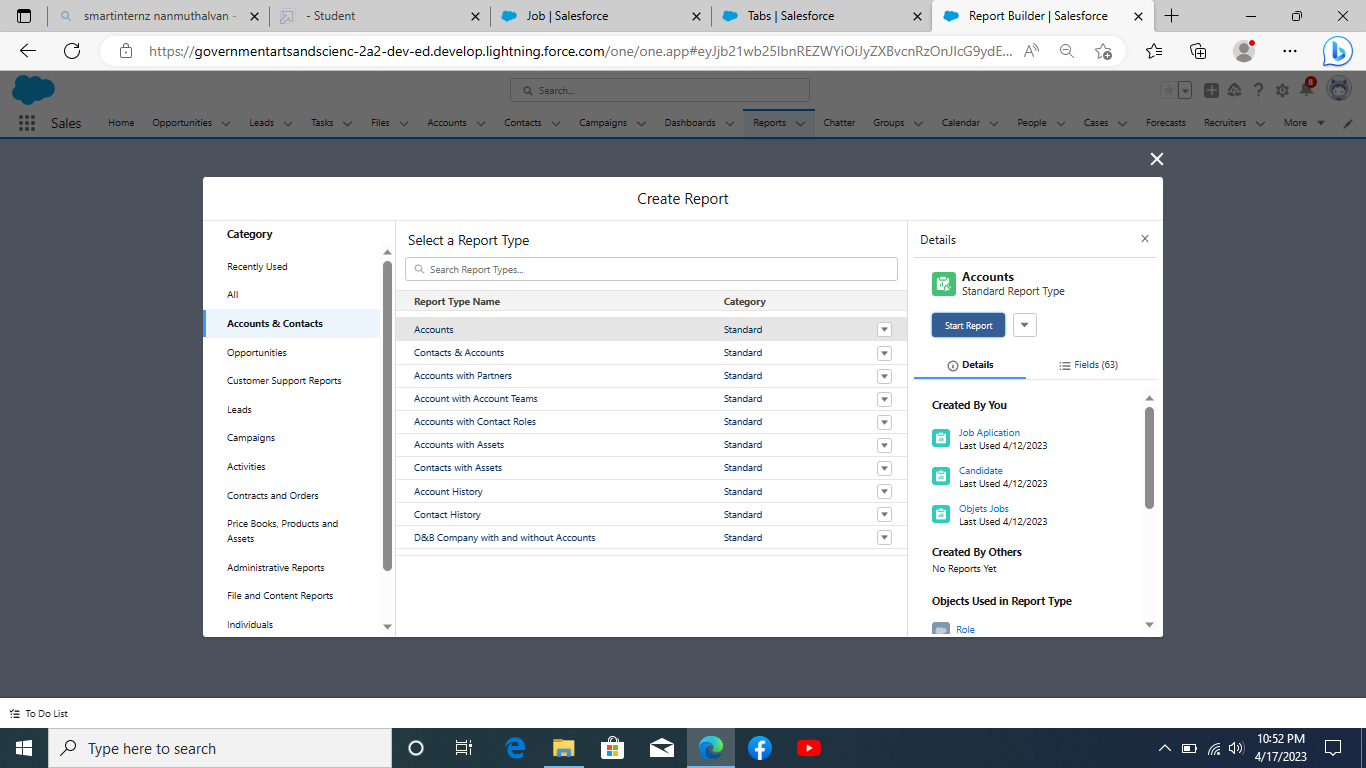 smartinternz nanmuthalvan -
- Student
Job | Salesforce
Tabs | Salesforce
Report Builder | Salesforce
https://governmentartsandscienc-2a2-dev-ed.develop.lightning.force.com/one/one.app#eyJjb21wb25lbnREZWYiOiJyZXBvcnRzOnJlcG9ydE...
Search...
8
Sales
Home
Opportunities
Leads
Tasks
Files
Accounts
Contacts
Campaigns
Dashboards
Reports
Chatter
Groups
Calendar
People
Cases
Forecasts
Recruiters
More
Create Report
Category
Recently Used
All
Accounts & Contacts
Opportunities
Customer Support Reports
Leads
Campaigns
Activities
Contracts and Orders
Price Books, Products and
Assets
Administrative Reports
File and Content Reports
Individuals
Select a Report Type
Search Report Types...
Report Type Name Category
Accounts Standard
Contacts & Accounts Standard
Accounts with Partners Standard
Account with Account Teams Standard
Accounts with Contact Roles Standard
Accounts with Assets Standard
Contacts with Assets Standard
Account History Standard
Contact History Standard
D&B Company with and without Accounts Standard
Details
Accounts
Standard Report Type
Start Report
Details
Fields (63)
Created By You
Job Aplication
Last Used 4/12/2023
Candidate
Last Used 4/12/2023
Objets Jobs
Last Used 4/12/2023
Created By Others
No Reports Yet
Objects Used in Report Type
Role
To Do List
Type here to search
10:52 PM
4/17/2023